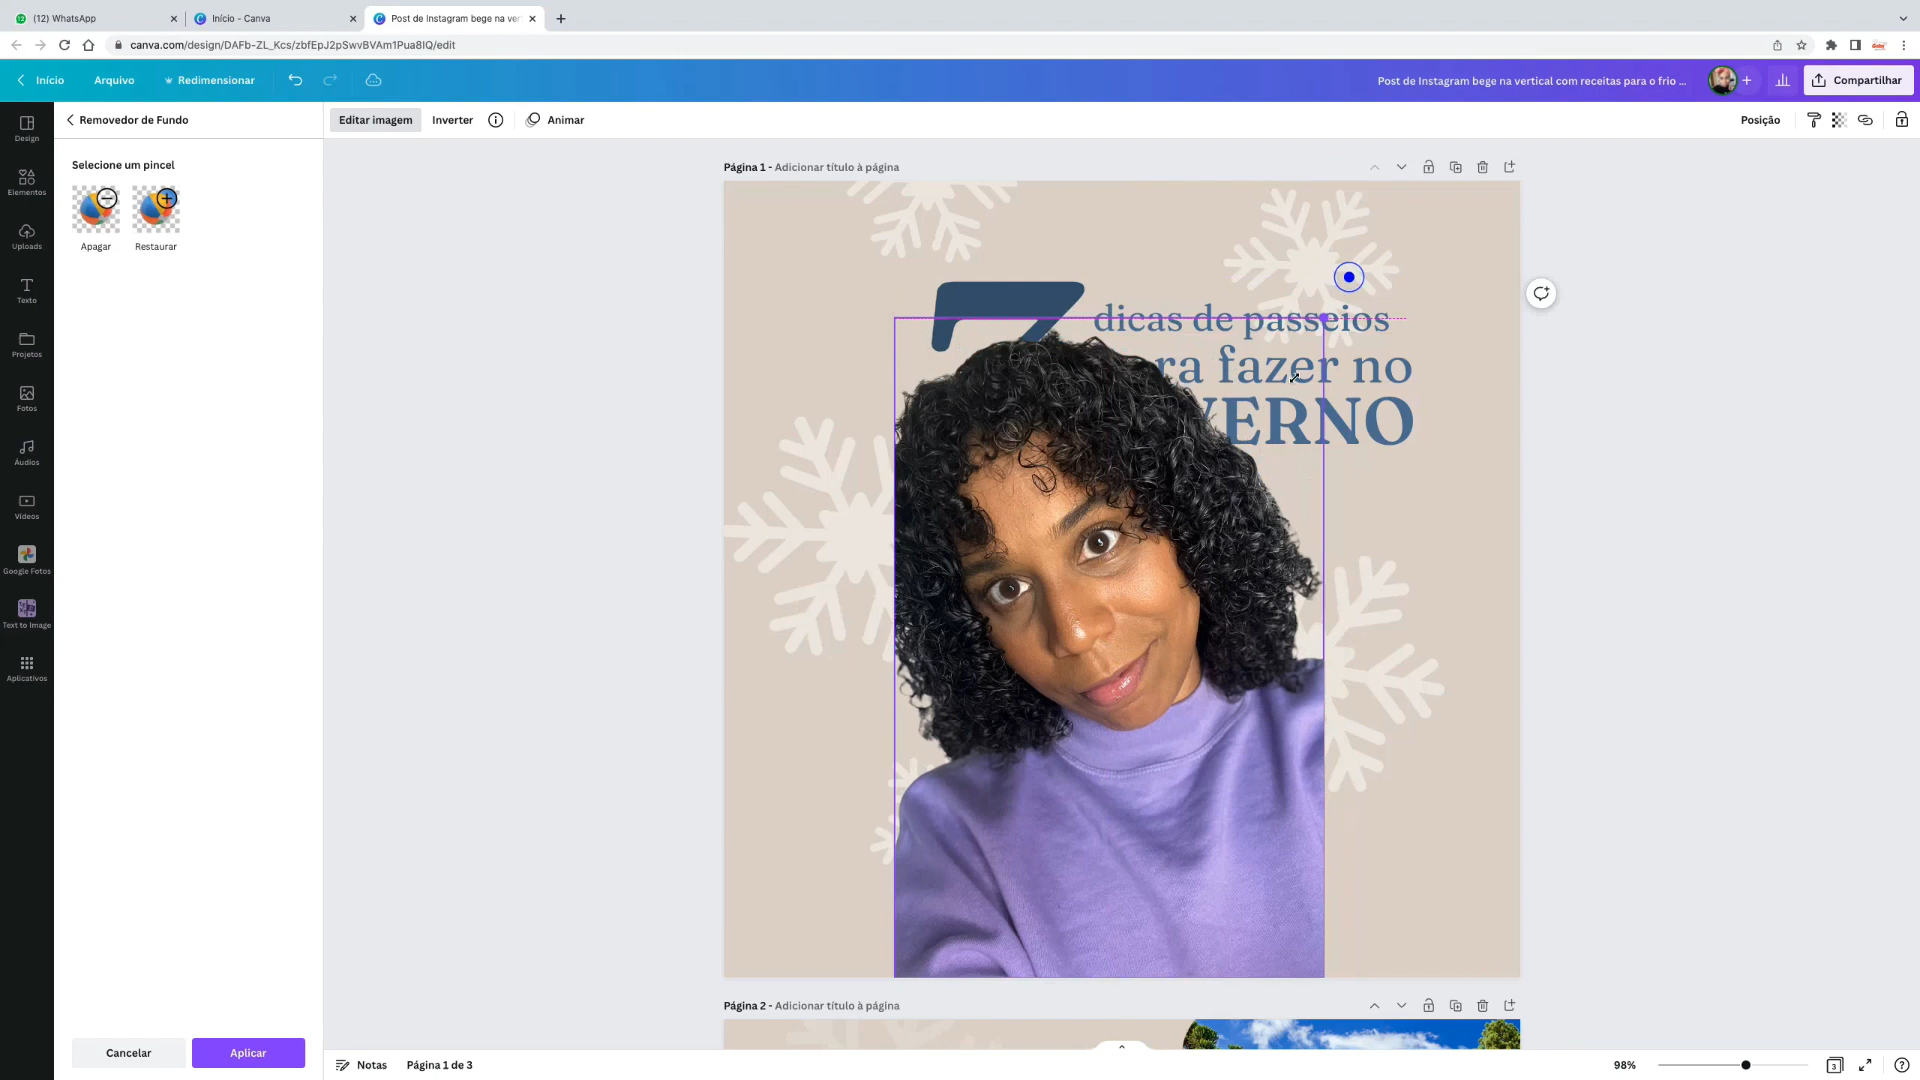 (12) WhatsApp
Início - Canva
Post de Instagram bege na ver
canva.com/design/DAFb-ZL_Kcs/zbfEpJ2pSwvBVAm1Pua8IQ/edit
Início
Arquivo
Redimensionar
Post de Instagram bege na vertical com receitas para o frio ...
Compartilhar
Design
Elementos
Uploads
Texto
Projetos
Fotos
Áudios
Vídeos
Google Fotos
Text to Image
Aplicativos
Removedor de Fundo
Selecione um pincel
Apagar
Restaurar
Cancelar
Aplicar
Editar imagem
Inverter
Animar
Posição
Página 1 - Adicionar título à página
7
dicas de passeios
ra fazer no
VERNO
Página 2 - Adicionar título à página
Notas
Página 1 de 3
98%
3